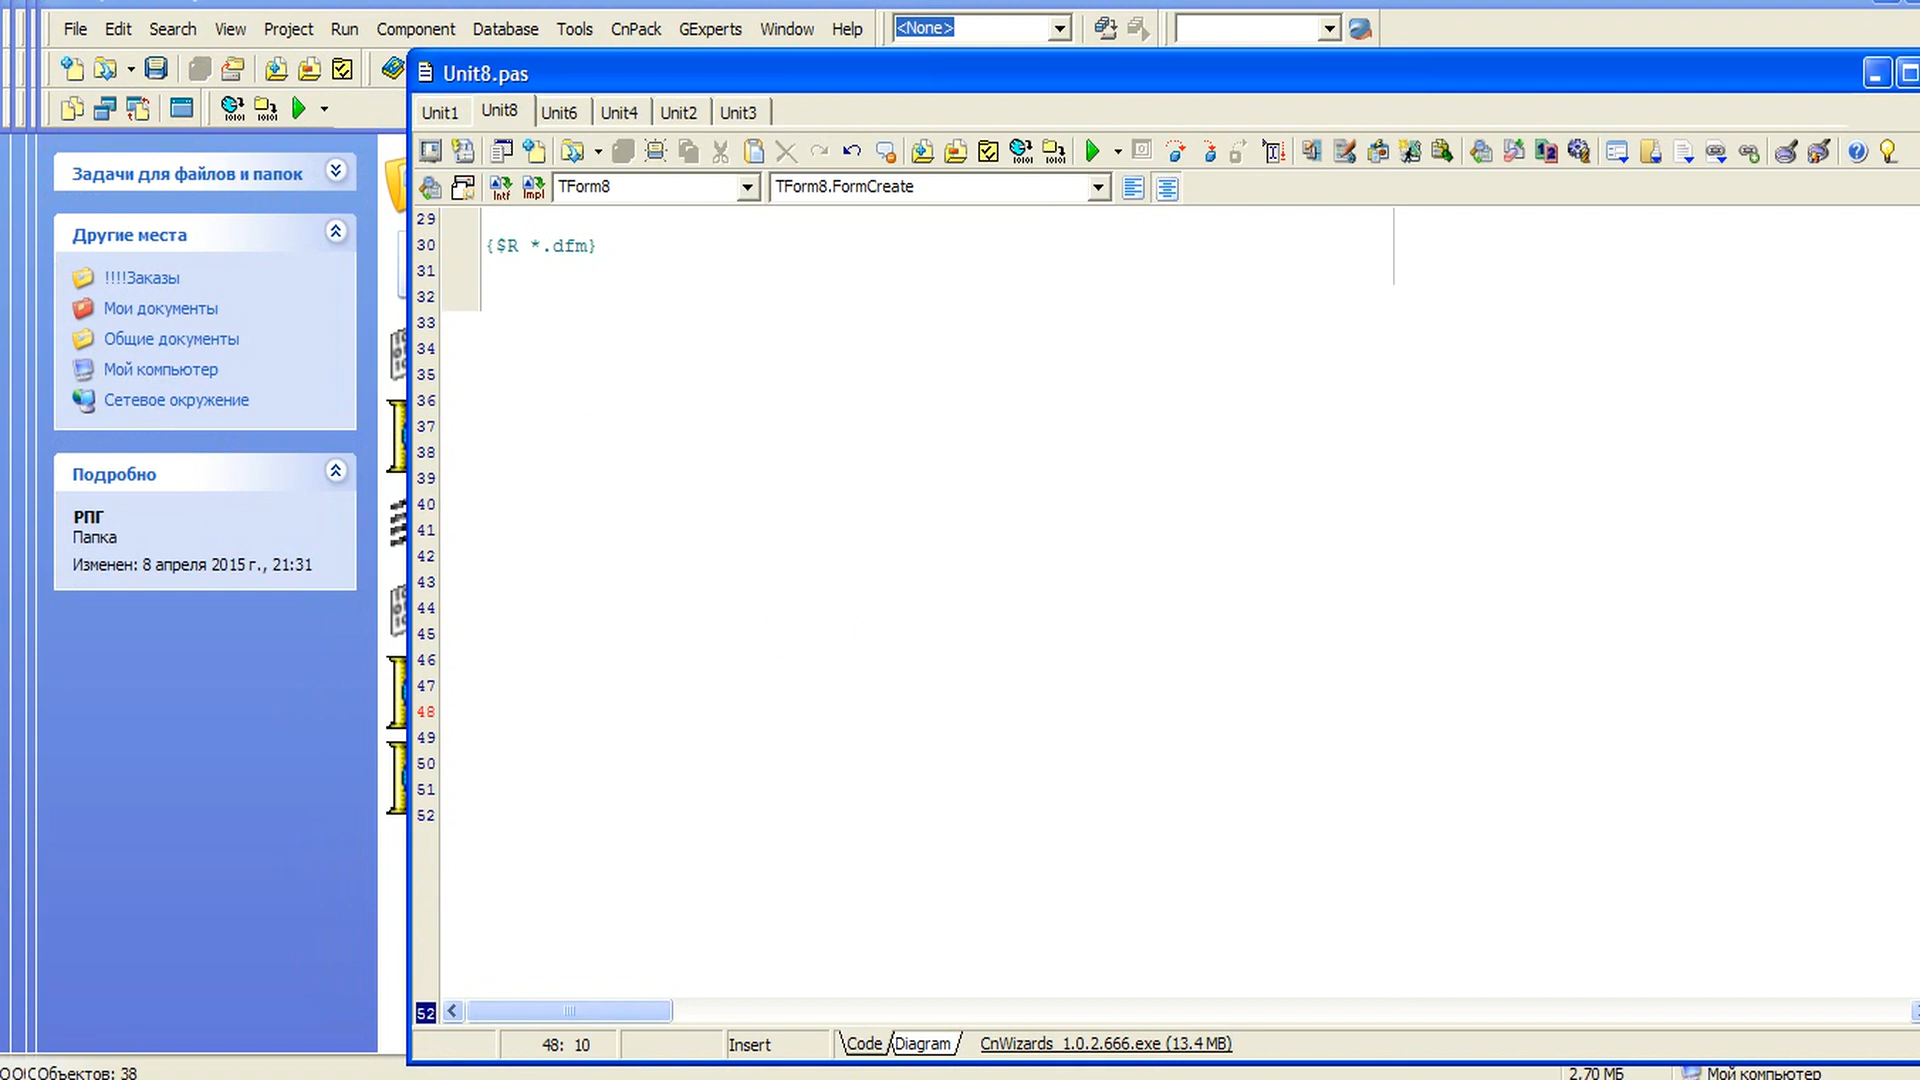 File Edit Search View Project Run Component Database Tools CnPack GExperts Window Help <None>
Unit8.pas
Unit1 Unit8 Unit6 Unit4 Unit2 Unit3
Intf Impl TForm8 TForm8.FormCreate
Задачи для файлов и папок
Другие места
!!!!Заказы
Мои документы
Общие документы
Мой компьютер
Сетевое окружение
Подробно
РПГ
Папка
Изменен: 8 апреля 2015 г., 21:31
29
30 {$R *.dfm}
31
32
33
34
35
36
37
38
39
40
41
42
43
44
45
46
47
48
49
50
51
52
52
48: 10 Insert Code Diagram CnWizards_1.0.2.666.exe (13.4 MB)
Объектов: 38 2,70 МБ Мой компьютер